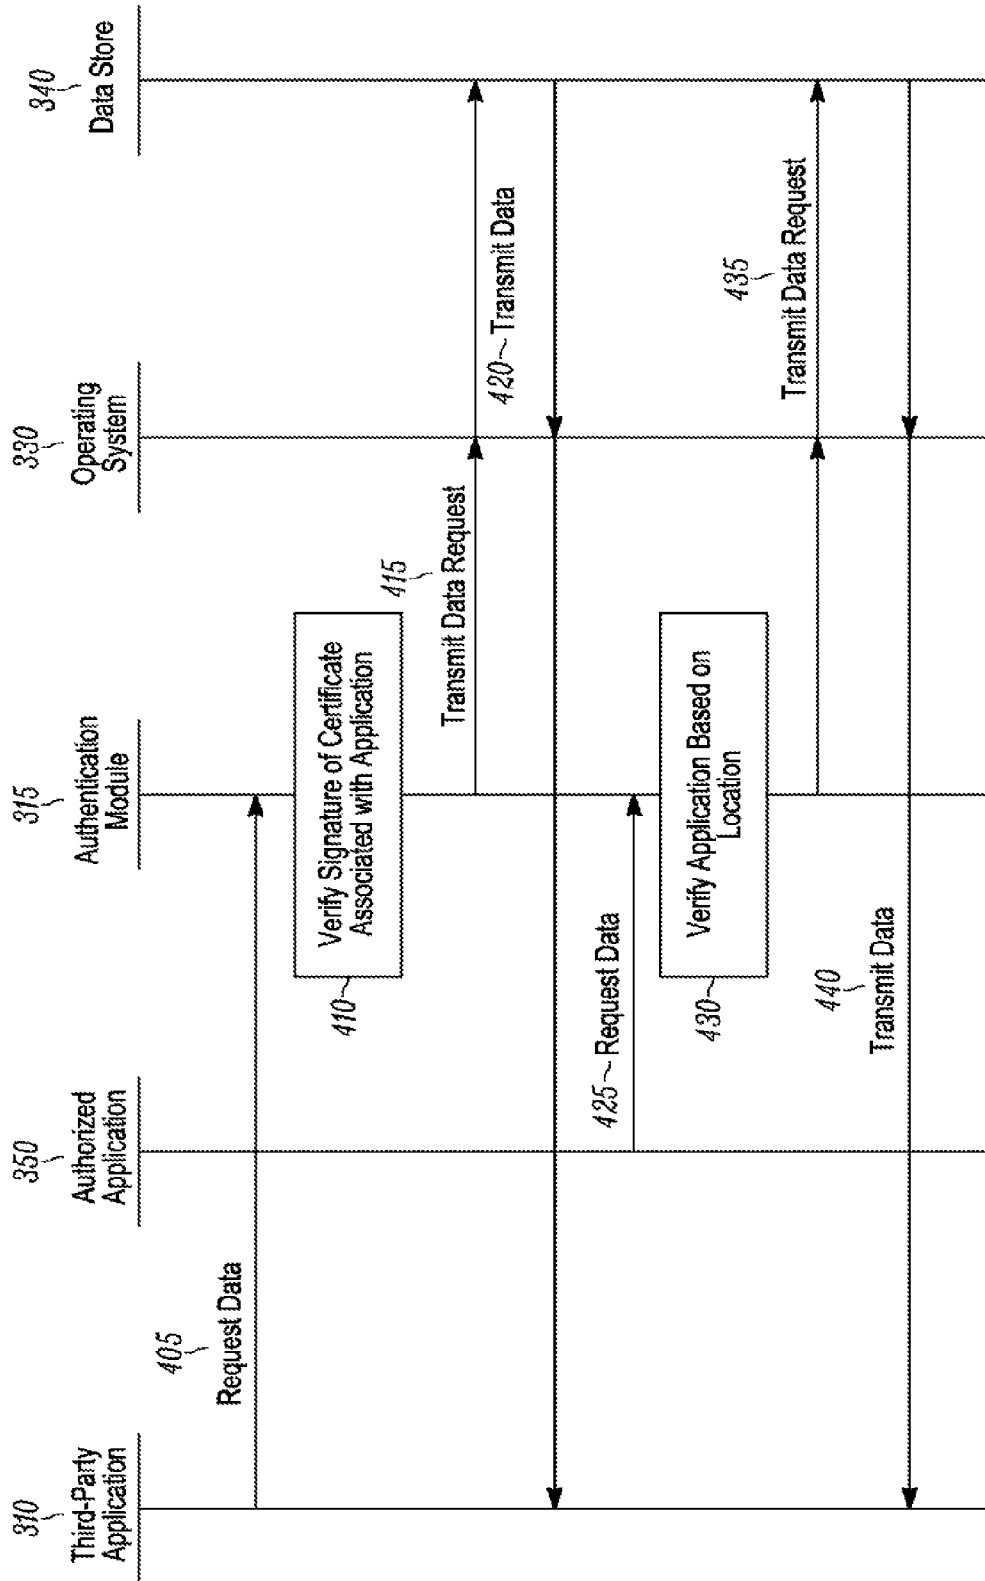 310
Third-Party
Application
350
Authorized
Application
315
Authentication
Module
330
Operating
System
340
Data Store
405
Request Data
410
Verify Signature of Certificate
Associated with Application
415
Transmit Data Request
420 Transmit Data
425 Request Data
430
Verify Application Based on
Location
435
Transmit Data Request
440
Transmit Data